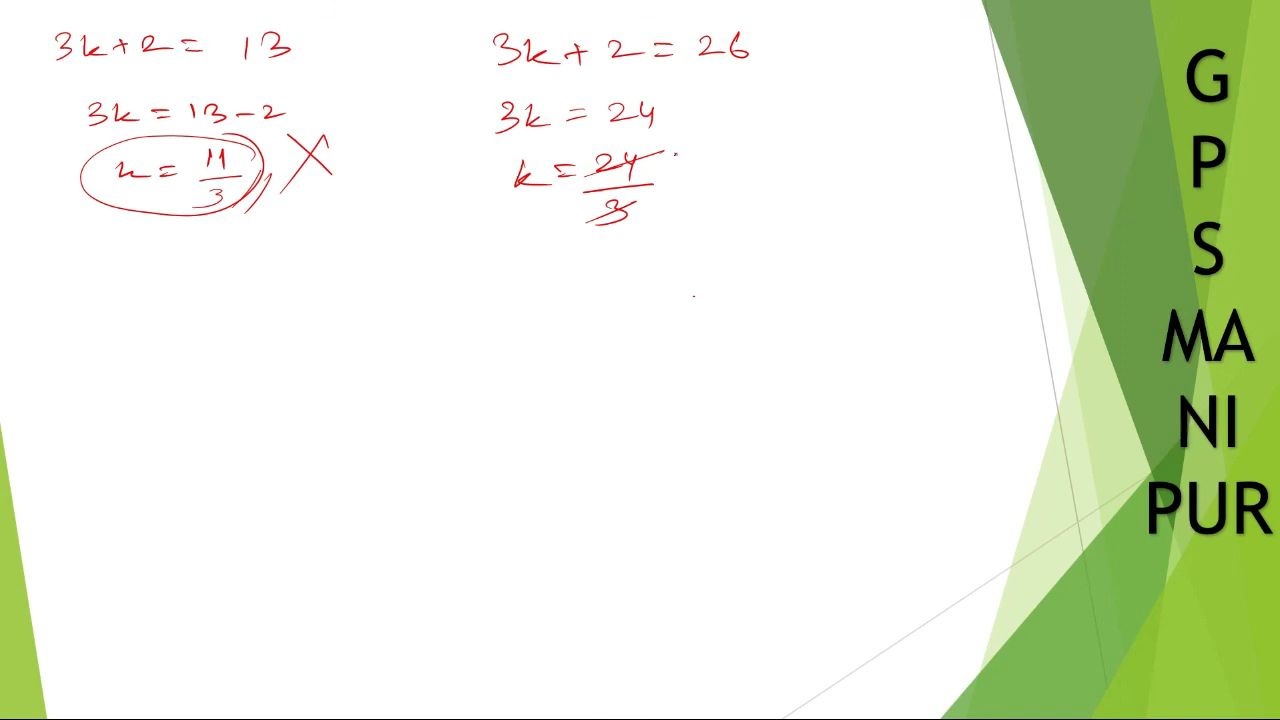 3k+2 = 13
3k = 13-2
k = 11/3
3k+2 = 26
3k = 24
k = 24/3
G
P
S
MA
NI
PUR